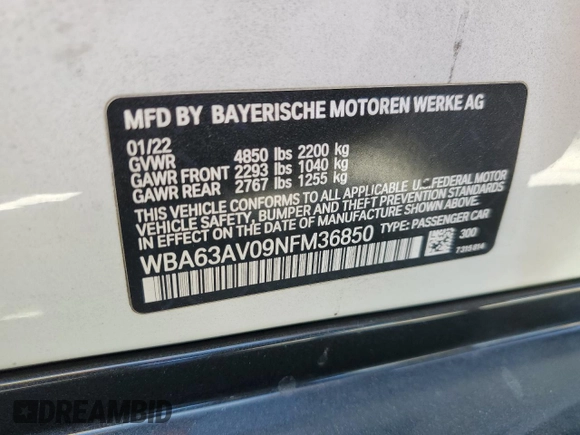 MFD BY BAYERISCHE MOTOREN WERKE AG
01/22
GVWR 4850 lbs 2200 kg
GAWR FRONT 2293 lbs 1040 kg
GAWR REAR 2767 lbs 1255 kg
THIS VEHICLE CONFORMS TO ALL APPLICABLE U.S. FEDERAL MOTOR
VEHICLE SAFETY, BUMPER AND THEFT PREVENTION STANDARDS
IN EFFECT ON THE DATE OF MANUFACTURE SHOWN ABOVE.
WBA63AV09NFM36850 TYPE: PASSENGER CAR
300
7315814
DREAMBID